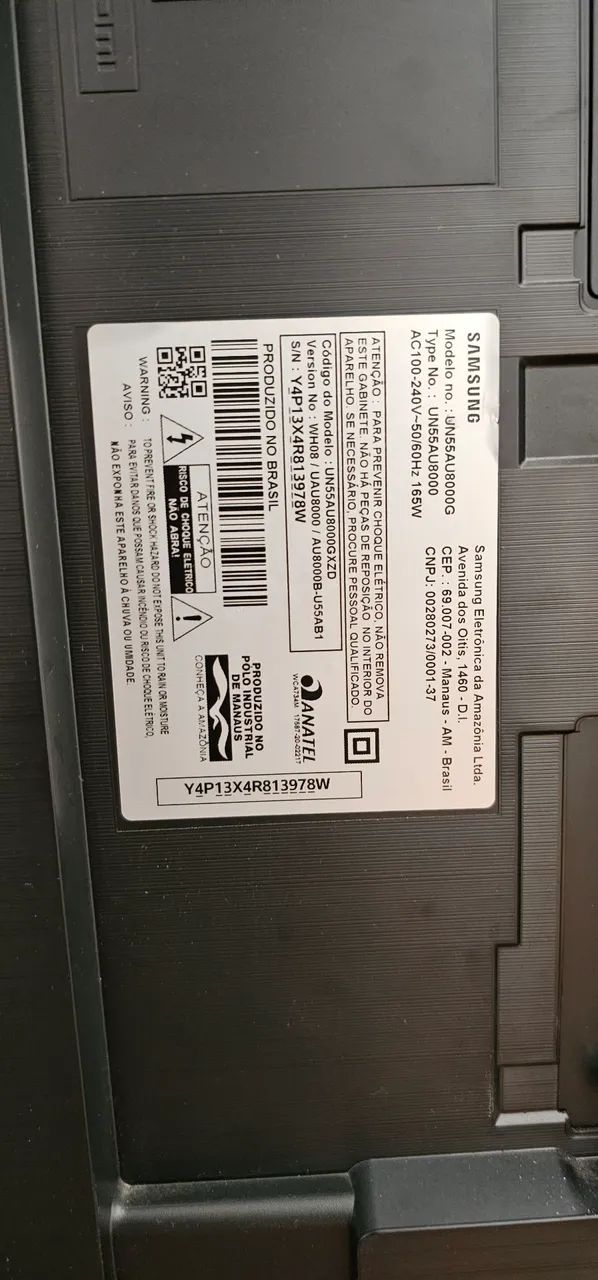 SAMSUNG
Modelo no. : UN55AU8000G
Type No. : UN55AU8000
AC100-240V~50/60Hz 165W
Samsung Eletrônica da Amazônia Ltda.
Avenida dos Oitis, 1460 - D.I.
CEP. : 69.007-002 - Manaus - AM - Brasil
CNPJ: 00280273/0001-37
ATENÇÃO : PARA PREVENIR CHOQUE ELÉTRICO, NÃO REMOVA
ESTE GABINETE. NÃO HÁ PEÇAS DE REPOSIÇÃO NO INTERIOR DO
APARELHO. SE NECESSÁRIO, PROCURE PESSOAL QUALIFICADO.
Código do Modelo : UN55AU8000GXZD
Version No : WH08 / UAU8000 / AU8000B-U55AB1
S/N : Y4P13X4R813978W
ANATEL
WCA734M 17687-20-02217
PRODUZIDO NO BRASIL
PRODUZIDO NO
PÓLO INDUSTRIAL
DE MANAUS
CONHEÇA A AMAZÔNIA
ATENÇÃO
RISCO DE CHOQUE ELÉTRICO
NÃO ABRA!
Y4P13X4R813978W
WARNING : TO PREVENT FIRE OR SHOCK HAZARD DO NOT EXPOSE THIS UNIT TO RAIN OR MOISTURE
AVISO : PARA EVITAR DANOS QUE POSSAM CAUSAR INCÊNDIO OU RISCO DE CHOQUE ELÉTRICO,
NÃO EXPONHA ESTE APARELHO À CHUVA OU UMIDADE.